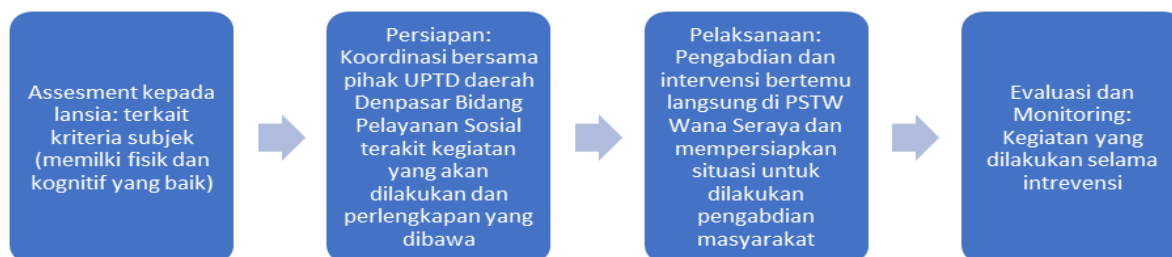 Assesment kepada
lansia: terkait
kriteria subjek
(memilki fisik dan
kognitif yang baik)
Persiapan:
Koordinasi bersama
pihak UPTD daerah
Denpasar Bidang
Pelayanan Sosial
terakit kegiatan
yang akan
dilakukan dan
perlengkapan yang
dibawa
Pelaksanaan:
Pengabdian dan
intervensi bertemu
langsung di PSTW
Wana Seraya dan
mempersiapkan
situasi untuk
dilakukan
pengabdian
masyarakat
Evaluasi dan
Monitoring:
Kegiatan yang
dilakukan selama
intrevensi